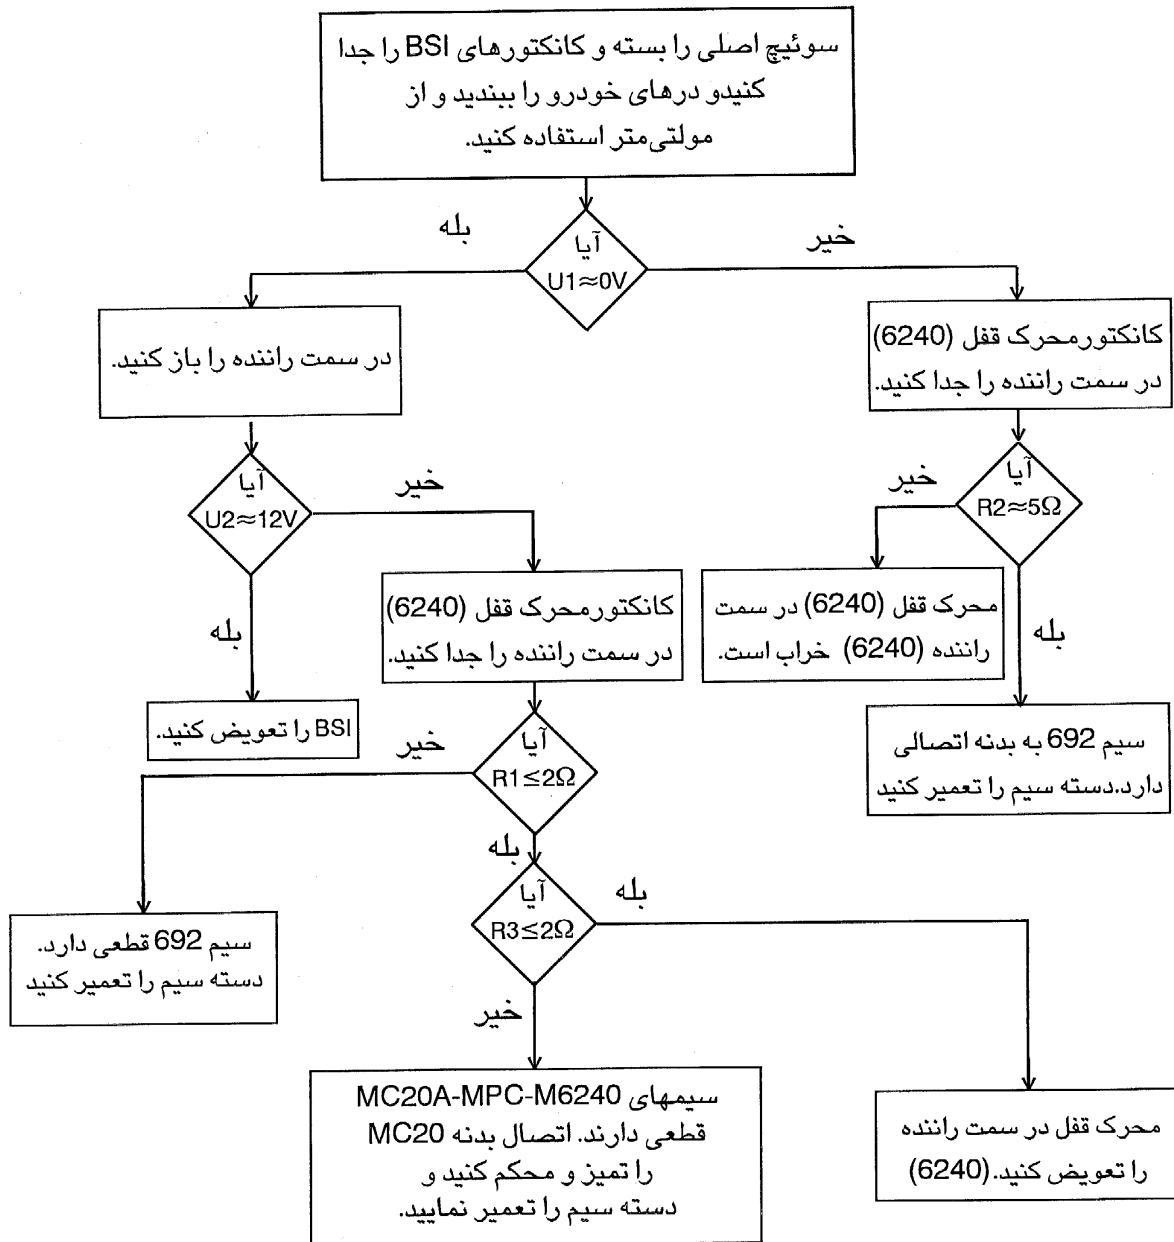 سوئیچ اصلی را بسته و کانکتورهای BSI را جدا
کنیدو درهای خودرو را ببندید و از
مولتی‌متر استفاده کنید.
بله
خیر
آیا
U1≈0V
در سمت راننده را باز کنید.
کانکتورمحرک قفل (6240)
در سمت راننده را جدا کنید.
آیا
U2≈12V
خیر
بله
خیر
آیا
R2≈5Ω
بله
کانکتورمحرک قفل (6240)
در سمت راننده را جدا کنید.
محرک قفل (6240) در سمت
راننده (6240) خراب است.
BSI را تعویض کنید.
سیم 692 به بدنه اتصالی
دارد.دسته سیم را تعمیر کنید
خیر
آیا
R1≤2Ω
بله
آیا
R3≤2Ω
بله
خیر
سیم 692 قطعی دارد.
دسته سیم را تعمیر کنید
سیمهای MC20A-MPC-M6240
قطعی دارند. اتصال بدنه MC20
را تمیز و محکم کنید و
دسته سیم را تعمیر نمایید.
محرک قفل در سمت راننده
را تعویض کنید.(6240)